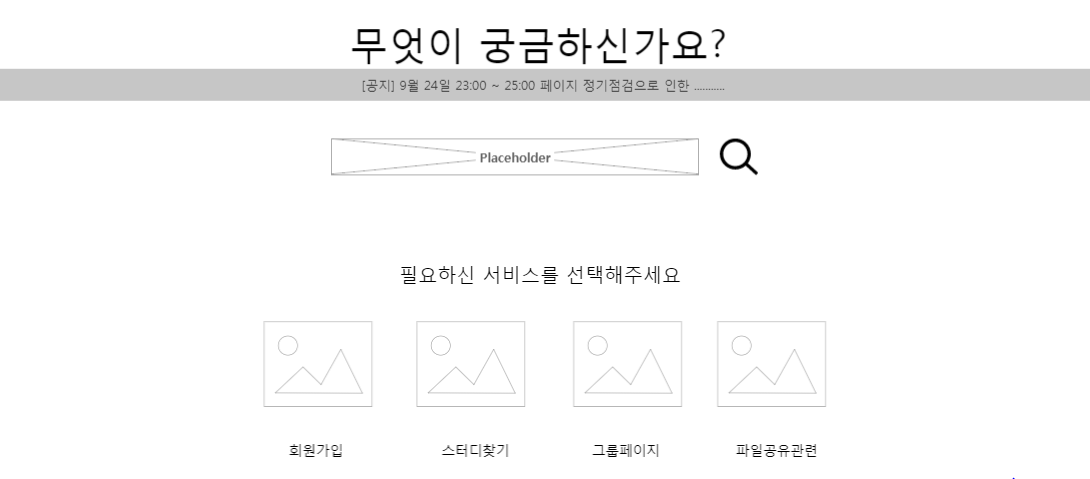 무엇이 궁금하신가요?
[공지] 9월 24일 23:00 ~ 25:00 페이지 정기점검으로 인한 ...........
Placeholder
필요하신 서비스를 선택해주세요
회원가입
스터디찾기
그룹페이지
파일공유관련